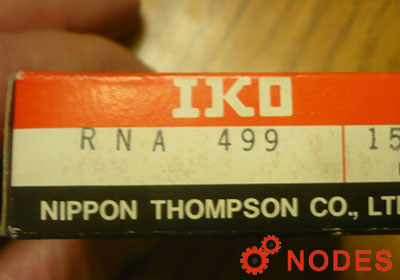 IKO
RNA 499 15
NIPPON THOMPSON CO., LT
NODES